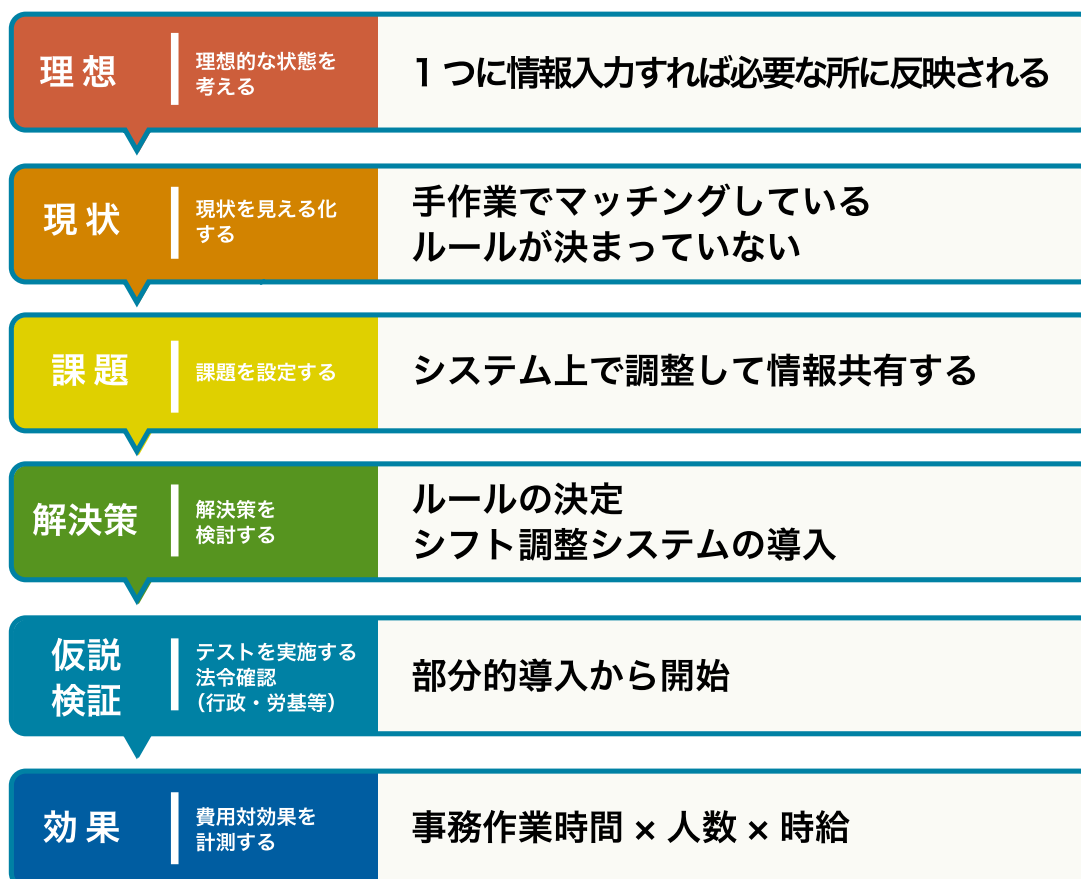 理想
理想的な状態を
考える
1 つに情報入力すれば必要な所に反映される
現状
現状を見える化
する
手作業でマッチングしている
ルールが決まっていない
課題
課題を設定する
システム上で調整して情報共有する
解決策
解決策を
検討する
ルールの決定
シフト調整システムの導入
仮説
検証
テストを実施する
法令確認
（行政・労基等）
部分的導入から開始
効果
費用対効果を
計測する
事務作業時間 × 人数 × 時給